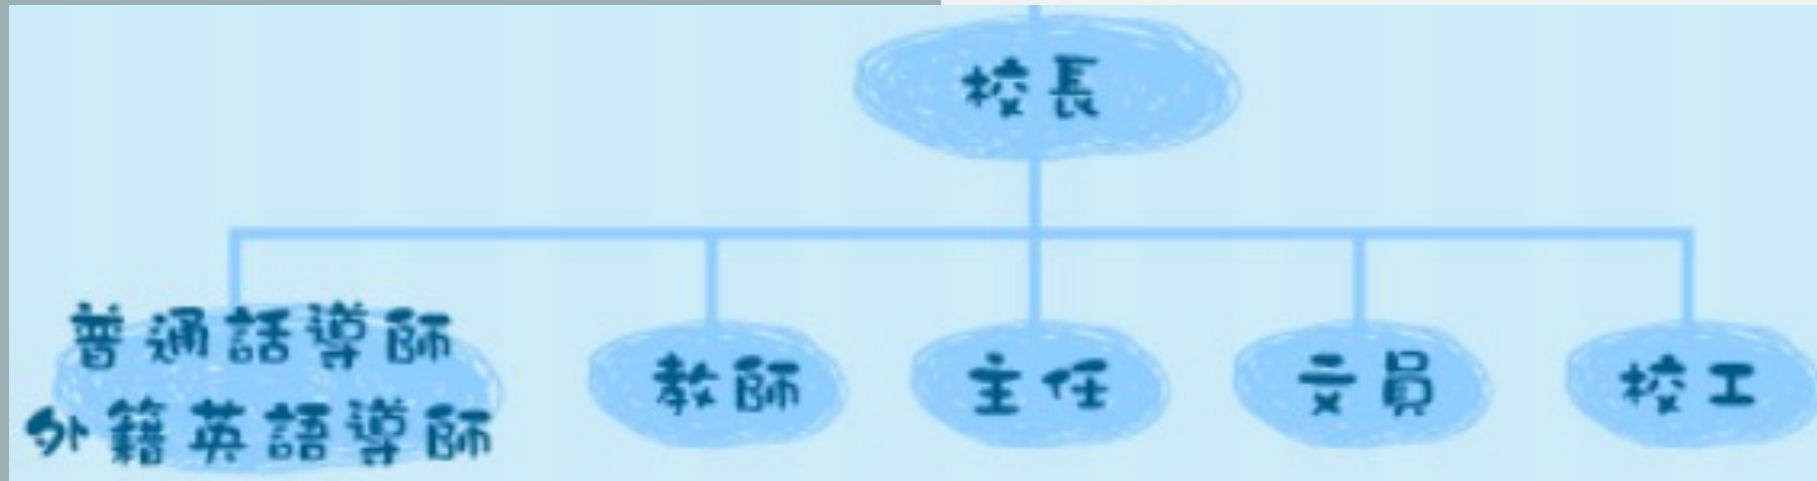 校長
普通話導師
外籍英語導師
教師
主任
文員
校工